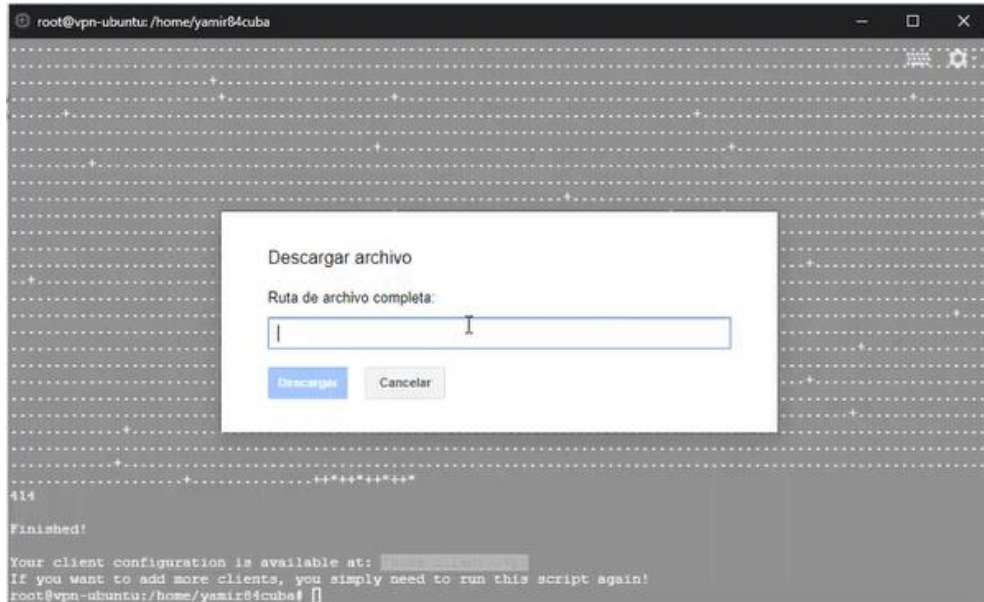 root@vpn-ubuntu: /home/yamir84cuba
Descargar archivo
Ruta de archivo completa:
Descargar
Cancelar
414
Finished!
Your client configuration is available at:
If you want to add more clients, you simply need to run this script again!
root@vpn-ubuntu:/home/yamir84cuba#